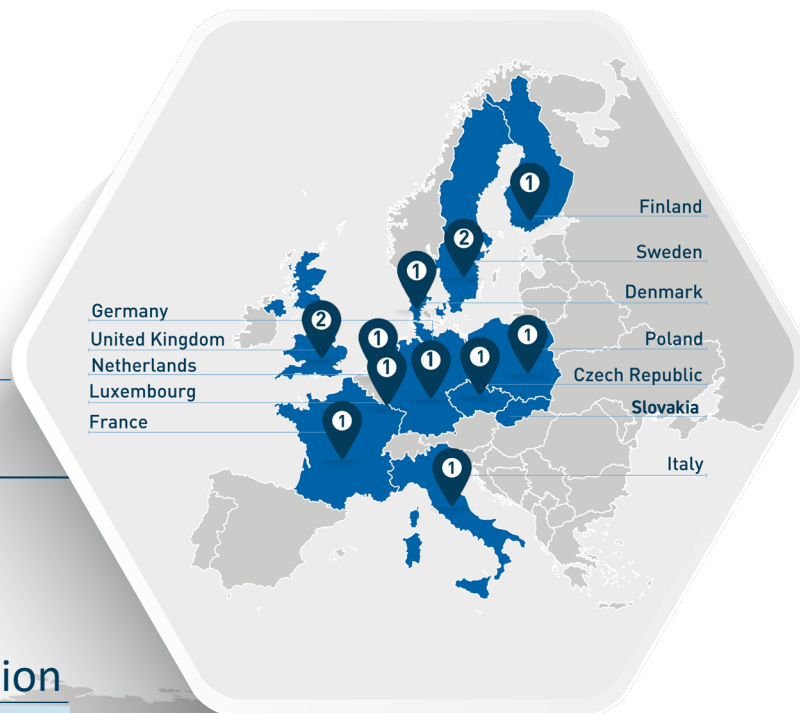 1
Finland
2
Sweden
1
Denmark
Germany
2
1
1
Poland
United Kingdom
1
1
1
Netherlands
Czech Republic
Luxembourg
Slovakia
France
1
1
Italy
ion